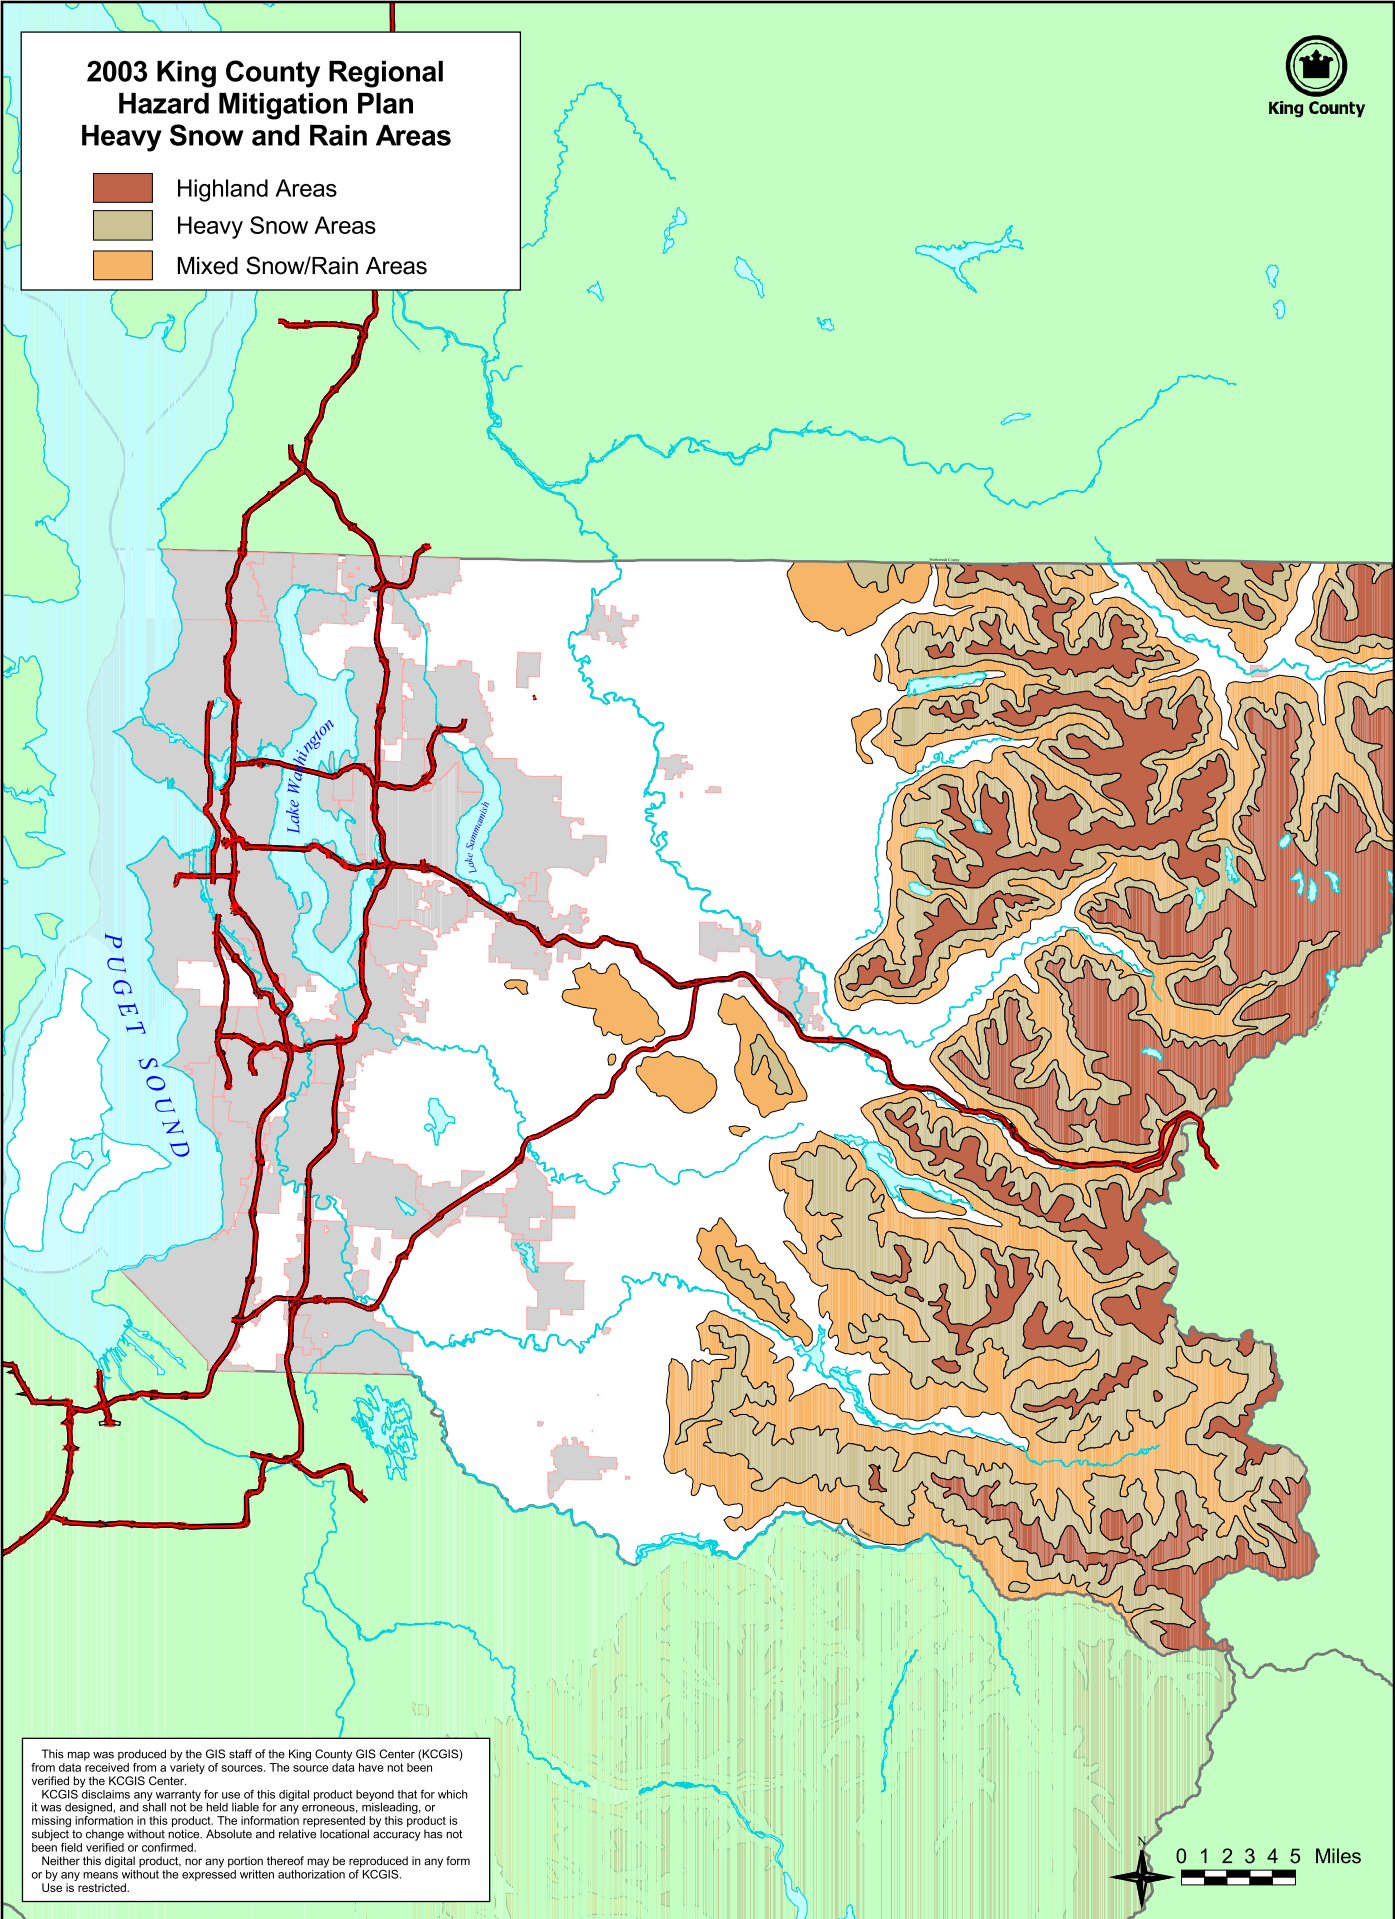 2003 King County Regional
Hazard Mitigation Plan
Heavy Snow and Rain Areas
Highland Areas
Heavy Snow Areas
Mixed Snow/Rain Areas
King County
Lake Washington
Lake Sammamish
PUGET SOUND
This map was produced by the GIS staff of the King County GIS Center (KCGIS)
from data received from a variety of sources. The source data have not been
verified by the KCGIS Center.
KCGIS disclaims any warranty for use of this digital product beyond that for which
it was designed, and shall not be held liable for any erroneous, misleading, or
missing information in this product. The information represented by this product is
subject to change without notice. Absolute and relative locational accuracy has not
been field verified or confirmed.
Neither this digital product, nor any portion thereof may be reproduced in any form
or by any means without the expressed written authorization of KCGIS.
Use is restricted.
N
0 1 2 3 4 5 Miles